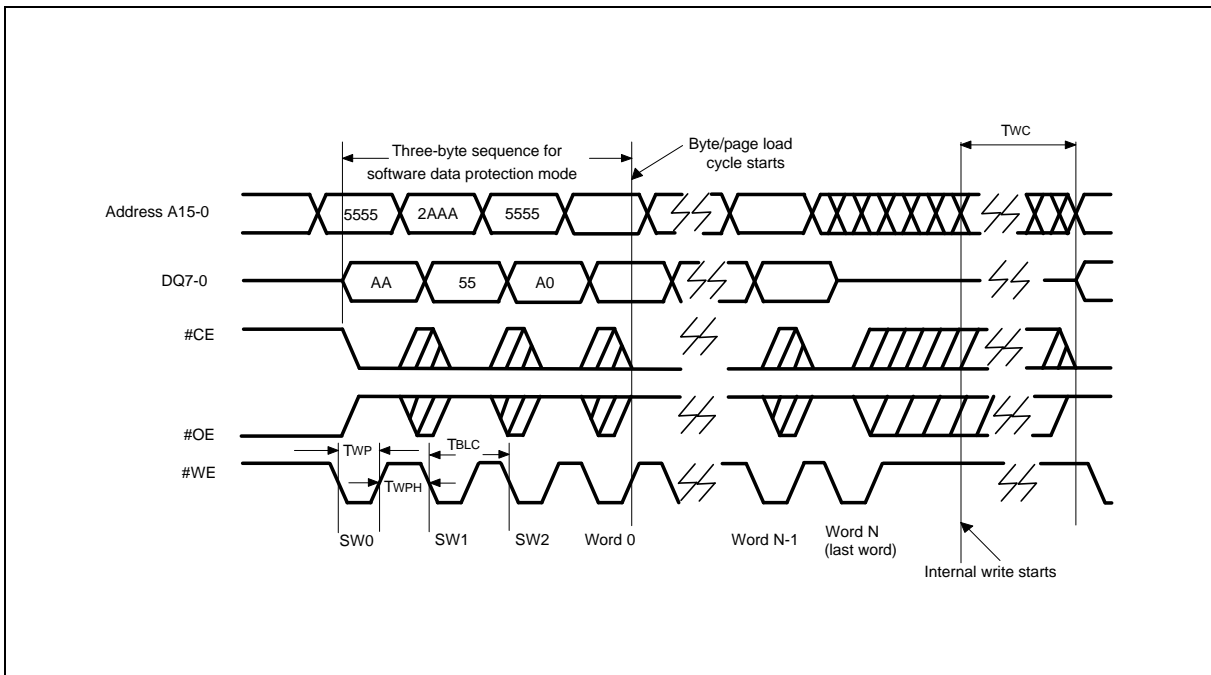 TWC
Three-byte sequence for
software data protection mode
Byte/page load
cycle starts
Address A15-0
5555
2AAA
5555
DQ7-0
AA
55
A0
#CE
#OE
TWP
TBLC
#WE
TWPH
SW0
SW1
SW2
Word 0
Word N-1
Word N
(last word)
Internal write starts